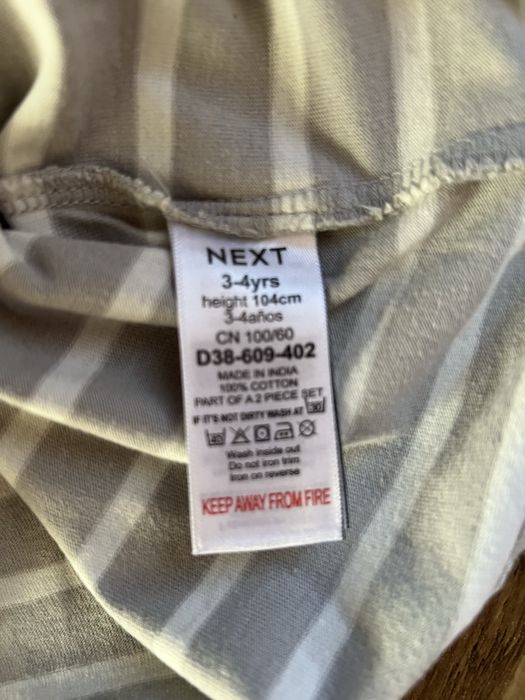 NEXT
3-4yrs
height 104cm
3-4años
CN 100/60
D38-609-402
MADE IN INDIA
100% COTTON
PART OF A 2 PIECE SET
IF IT'S NOT DIRTY WASH AT 30
40
Wash inside out
Do not iron trim
Iron on reverse
KEEP AWAY FROM FIRE